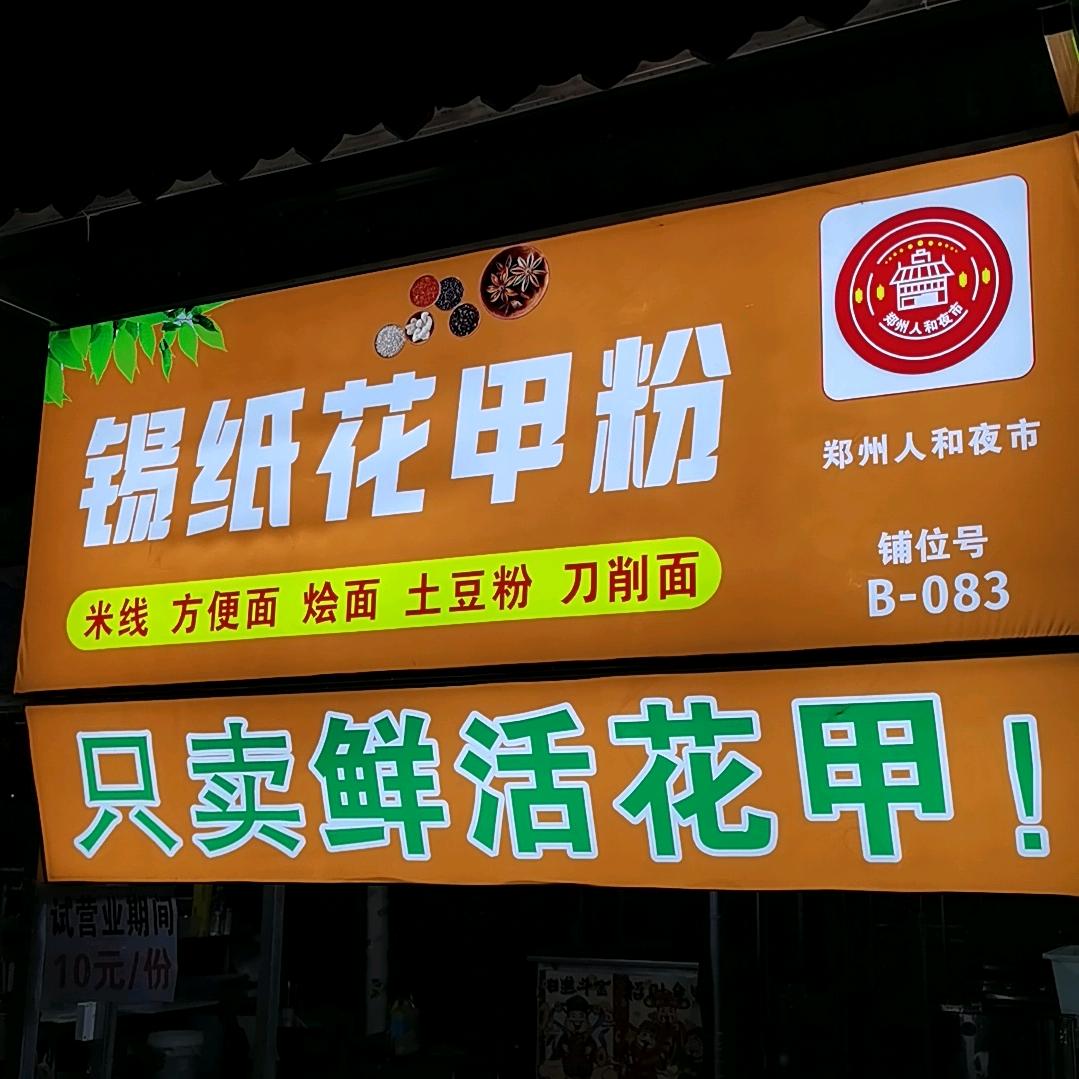 锡纸花甲粉
米线 方便面 烩面 土豆粉 刀削面
郑州人和夜市
郑州人和夜市
铺位号
B-083
只卖鲜活花甲!
试营业期间
10元/份